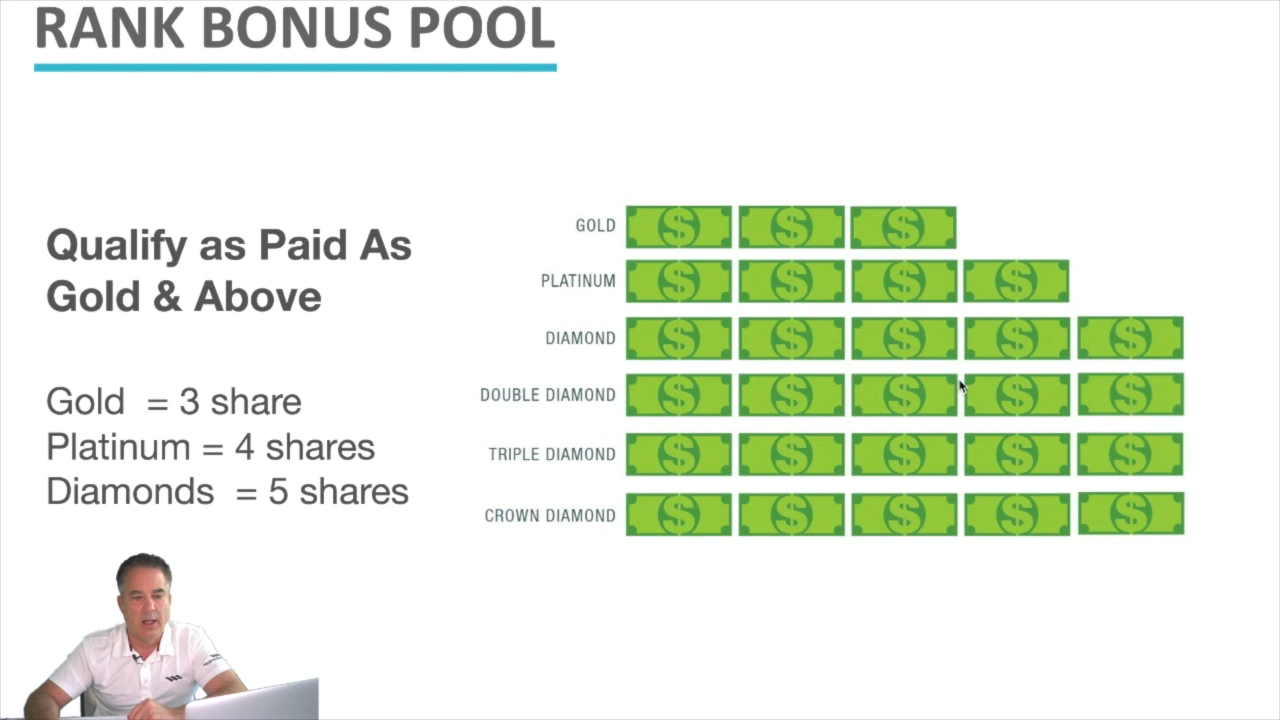 RANK BONUS POOL
Qualify as Paid As
Gold & Above
Gold = 3 share
Platinum = 4 shares
Diamonds = 5 shares
GOLD
PLATINUM
DIAMOND
DOUBLE DIAMOND
TRIPLE DIAMOND
CROWN DIAMOND